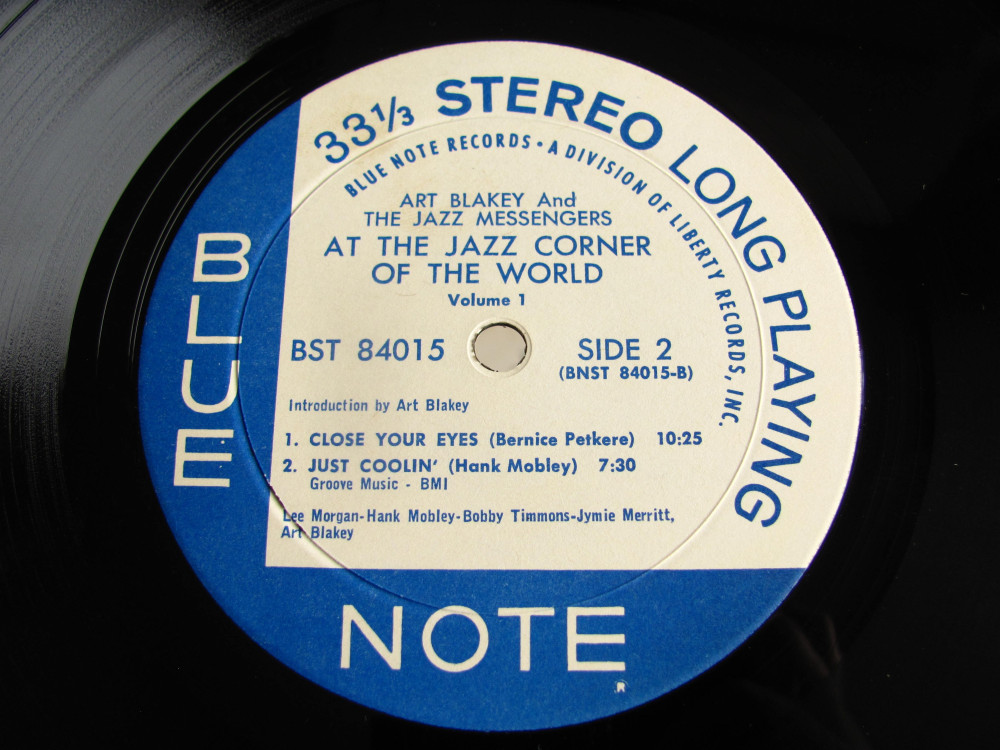 33⅓ STEREO LONG PLAYING
BLUE NOTE RECORDS • A DIVISION OF LIBERTY RECORDS, INC.
ART BLAKEY And
THE JAZZ MESSENGERS
AT THE JAZZ CORNER
OF THE WORLD
Volume 1
BST 84015 SIDE 2
(BNST 84015-B)
Introduction by Art Blakey
1. CLOSE YOUR EYES (Bernice Petkere) 10:25
2. JUST COOLIN' (Hank Mobley) 7:30
Groove Music - BMI
Lee Morgan-Hank Mobley-Bobby Timmons-Jymie Merritt,
Art Blakey
BLUE
NOTE
®